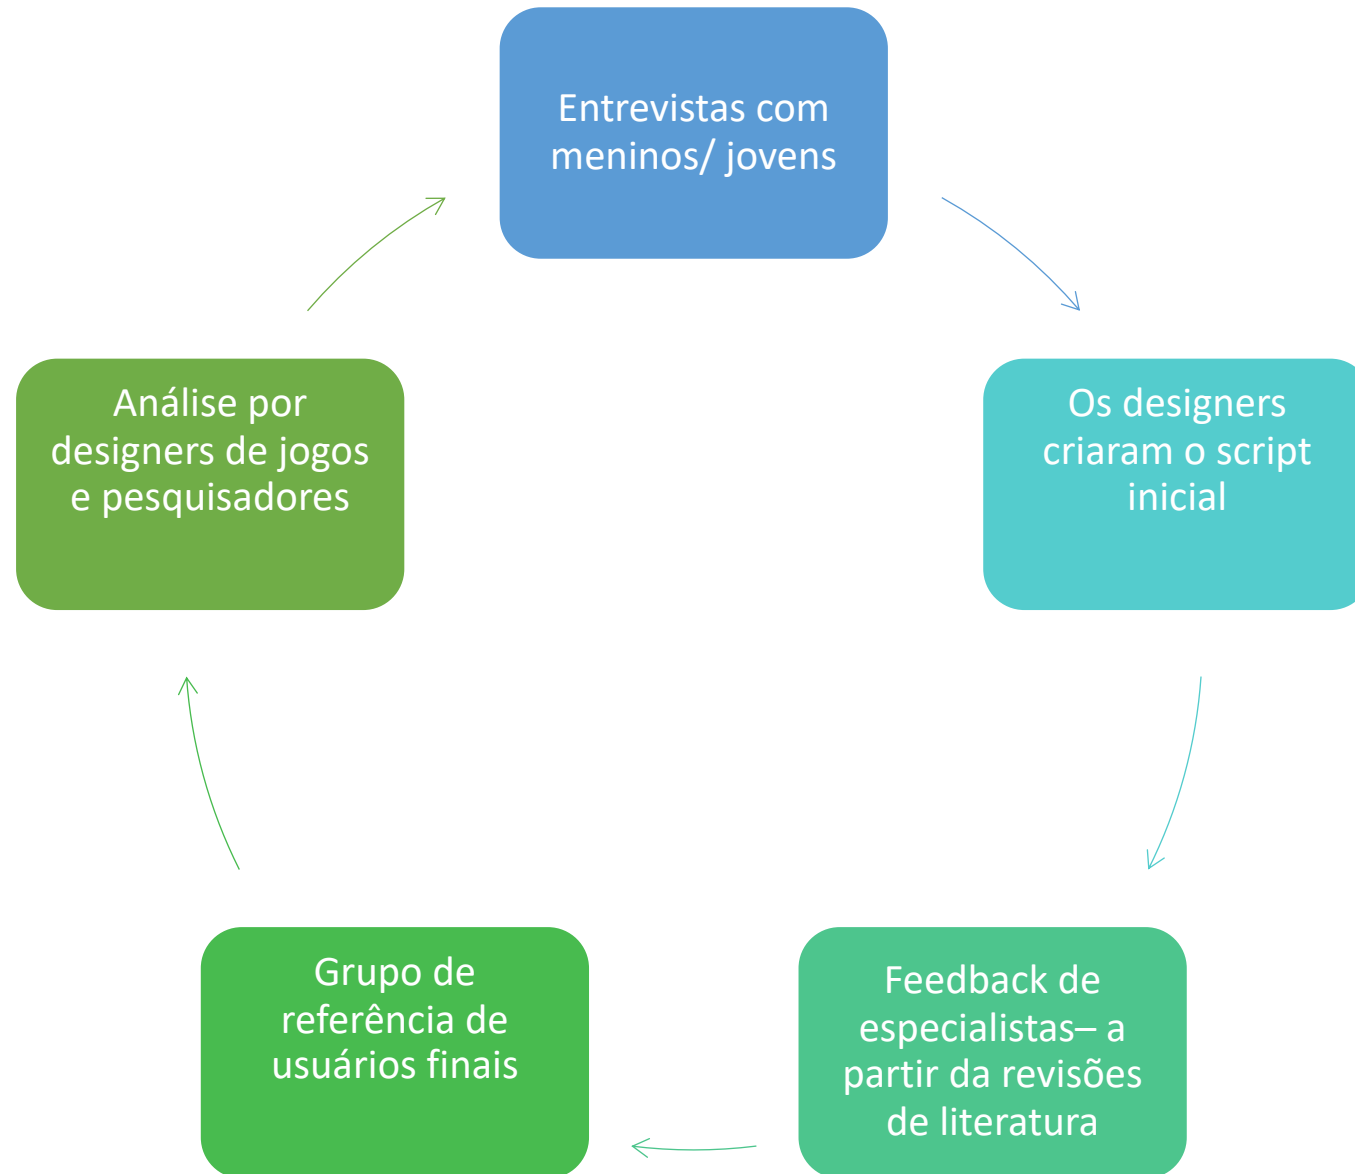 Entrevistas com
meninos/ jovens
Os designers
criaram o script
inicial
Feedback de
especialistas– a
partir da revisões
de literatura
Grupo de
referência de
usuários finais
Análise por
designers de jogos
e pesquisadores